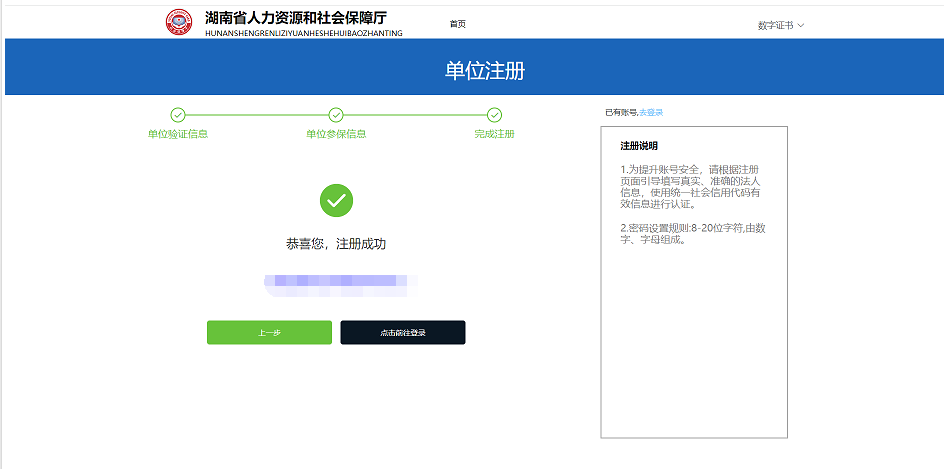 湖南省人力资源和社会保障厅
HUNANSHENGRENLIZIYUANHESHEHUIBAOZHANGTING
首页
数字证书
单位注册
单位验证信息
单位参保信息
完成注册
已有账号,去登录
注册说明
1.为提升账号安全，请根据注册
页面引导填写真实、准确的法人
信息，使用统一社会信用代码有
效信息进行认证。
2.密码设置规则:8-20位字符,由数
字、字母组成。
恭喜您，注册成功
上一步
点击前往登录